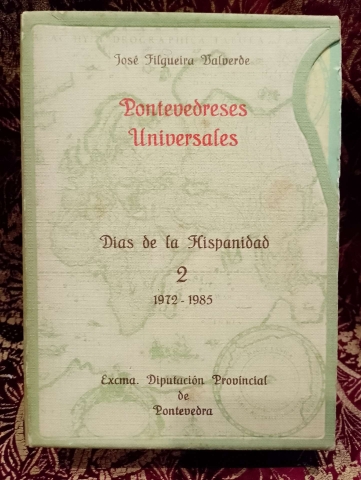 José Filgueira Valverde
Pontevedreses
Universales
Dias de la Hispanidad
2
1972 - 1985
Excma. Diputación Provincial
de
Pontevedra